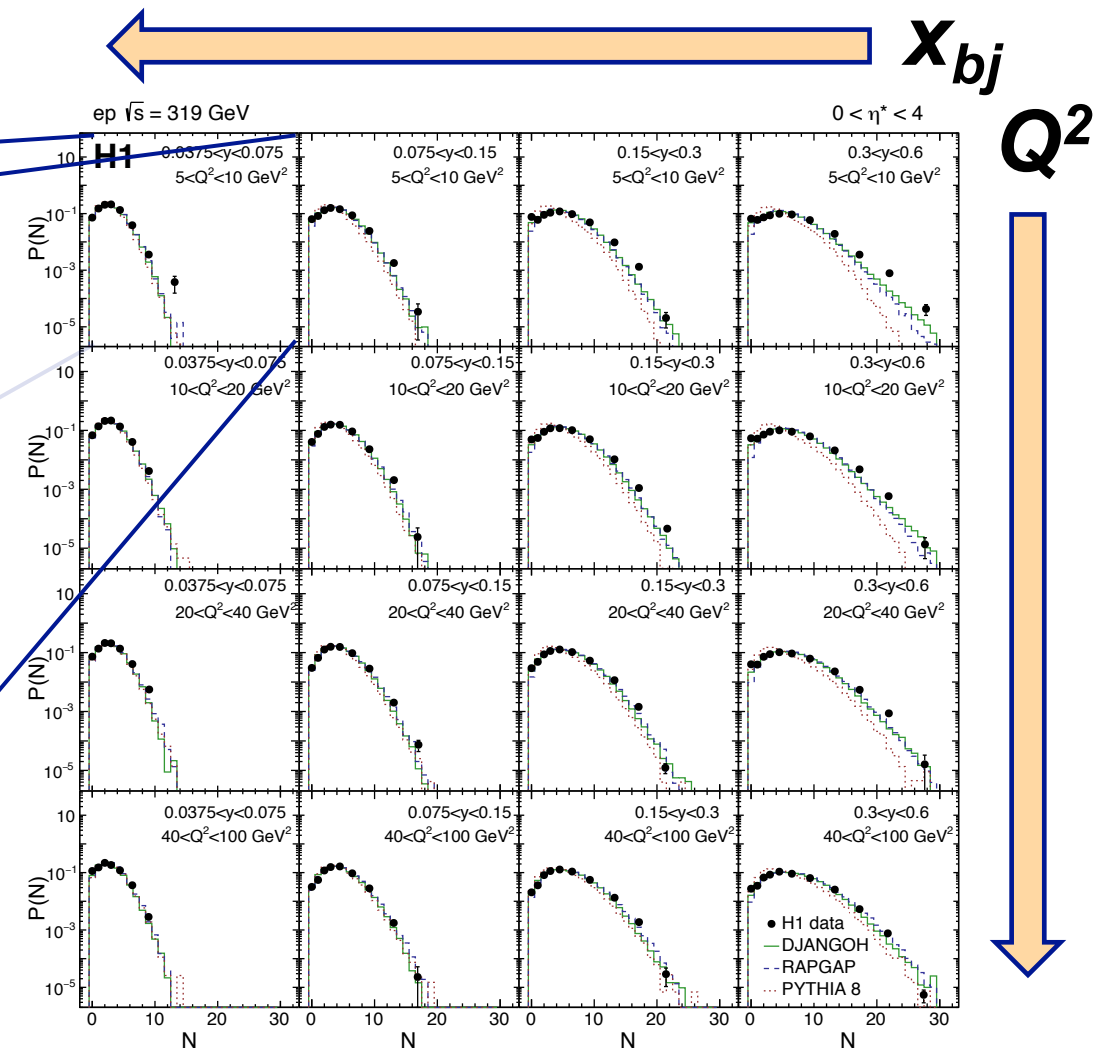 x_bj
Q²
ep √s = 319 GeV
0 < η* < 4
H1
0.0375<y<0.075
5<Q²<10 GeV²
0.075<y<0.15
5<Q²<10 GeV²
0.15<y<0.3
5<Q²<10 GeV²
0.3<y<0.6
5<Q²<10 GeV²
P(N)
10
10⁻¹
10⁻³
10⁻⁵
0.0375<y<0.075
10<Q²<20 GeV²
0.075<y<0.15
10<Q²<20 GeV²
0.15<y<0.3
10<Q²<20 GeV²
0.3<y<0.6
10<Q²<20 GeV²
P(N)
10
10⁻¹
10⁻³
10⁻⁵
0.0375<y<0.075
20<Q²<40 GeV²
0.075<y<0.15
20<Q²<40 GeV²
0.15<y<0.3
20<Q²<40 GeV²
0.3<y<0.6
20<Q²<40 GeV²
P(N)
10
10⁻¹
10⁻³
10⁻⁵
0.0375<y<0.075
40<Q²<100 GeV²
0.075<y<0.15
40<Q²<100 GeV²
0.15<y<0.3
40<Q²<100 GeV²
0.3<y<0.6
40<Q²<100 GeV²
P(N)
10
10⁻¹
10⁻³
10⁻⁵
H1 data
DJANGOH
RAPGAP
PYTHIA 8
0 10 20 30 0 10 20 30 0 10 20 30 0 10 20 30
N N N N